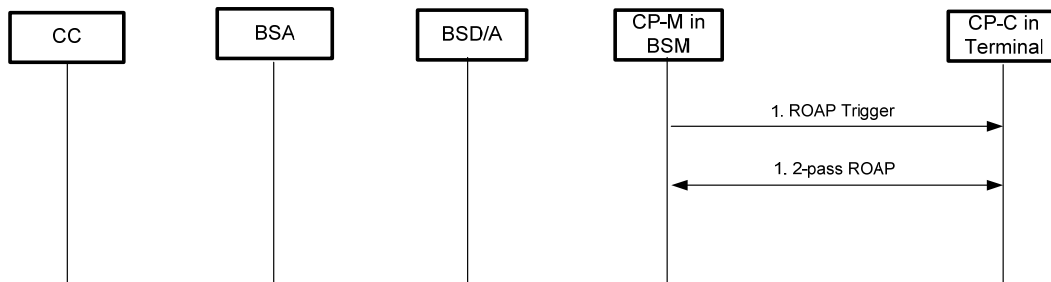 CC
BSA
BSD/A
CP-M in
BSM
CP-C in
Terminal
1. ROAP Trigger
1. 2-pass ROAP